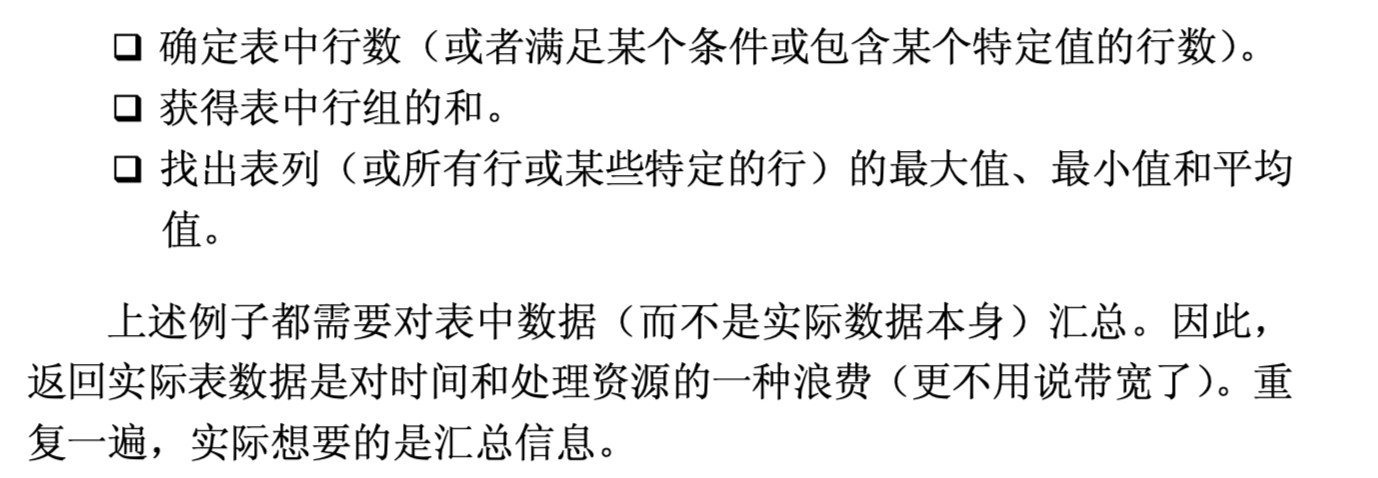 ❑ 确定表中行数（或者满足某个条件或包含某个特定值的行数）。
❑ 获得表中行组的和。
❑ 找出表列（或所有行或某些特定的行）的最大值、最小值和平均
值。
上述例子都需要对表中数据（而不是实际数据本身）汇总。因此，
返回实际表数据是对时间和处理资源的一种浪费（更不用说带宽了）。重
复一遍，实际想要的是汇总信息。